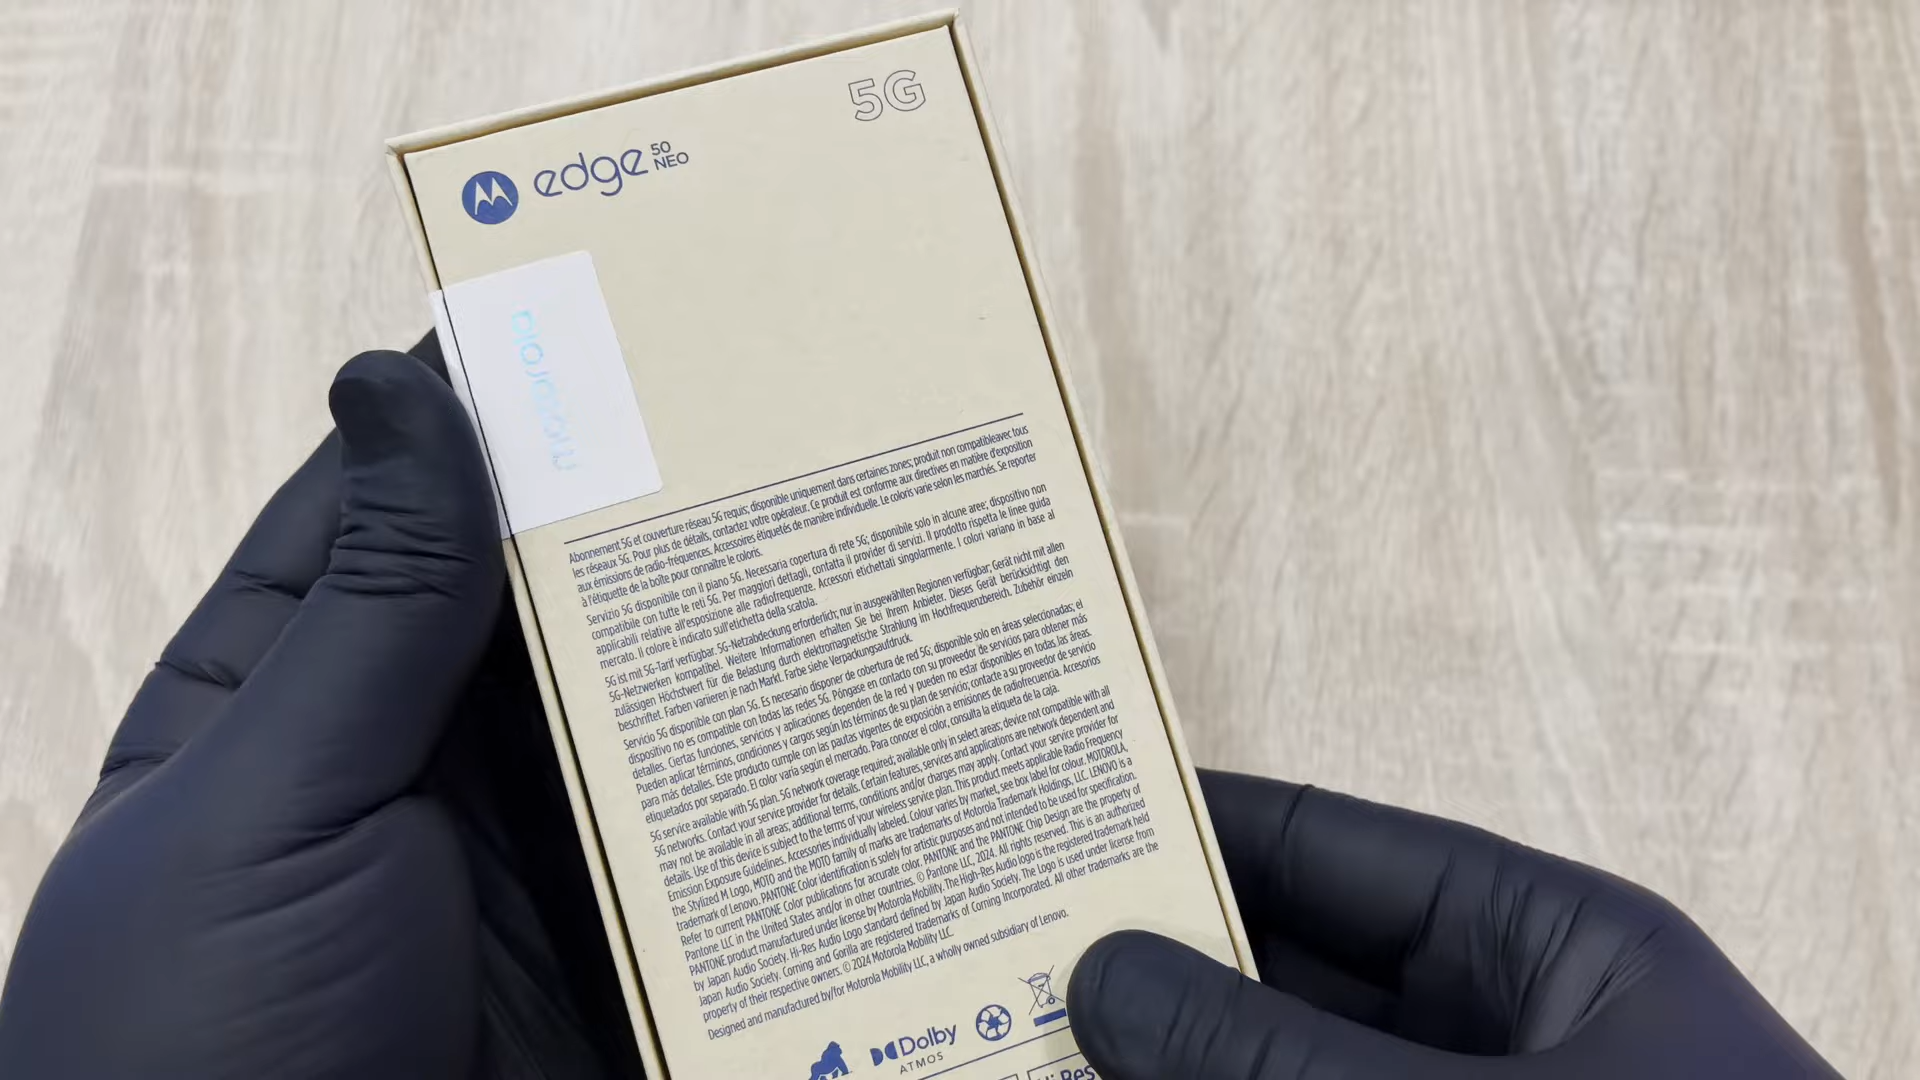 5G
edge 50 NEO
motorola
Abonnement 5G et couverture réseau 5G requis; disponible uniquement dans certaines zones; produit non compatibleavec tous
les réseaux 5G. Pour plus de détails, contactez votre opérateur. Ce produit est conforme aux directives en matière d'exposition
aux émissions de radio-fréquences. Accessoires étiquetés de manière individuelle. Le coloris varie selon les marchés. Se reporter
à l'étiquette de la boîte pour connaître le coloris.
Servizio 5G disponibile con il piano 5G. Necessaria copertura di rete 5G; disponibile solo in alcune aree; dispositivo non
compatibile con tutte le reti 5G. Per maggiori dettagli, contatta il provider di servizi. Il prodotto rispetta le linee guida
applicabili relative all'esposizione alle radiofrequenze. Accessori etichettati singolarmente. I colori variano in base al
mercato. Il colore è indicato sull'etichetta della scatola.
5G ist mit 5G-Tarif verfügbar. 5G-Netzabdeckung erforderlich; nur in ausgewählten Regionen verfügbar; Gerät nicht mit allen
5G-Netzwerken kompatibel. Weitere Informationen erhalten Sie bei Ihrem Anbieter. Dieses Gerät berücksichtigt den
zulässigen Höchstwert für die Belastung durch elektromagnetische Strahlung im Hochfrequenzbereich. Zubehör einzeln
beschriftet. Farben variieren je nach Markt. Farbe siehe Verpackungsaufdruck.
Servicio 5G disponible con plan 5G. Es necesario disponer de cobertura de red 5G; disponible solo en áreas seleccionadas; el
dispositivo no es compatible con todas las redes 5G. Póngase en contacto con su proveedor de servicios para obtener más
detalles. Ciertas funciones, servicios y aplicaciones dependen de la red y pueden no estar disponibles en todas las áreas.
Pueden aplicar términos, condiciones y cargos según los términos de su plan de servicio; contacte a su proveedor de servicio
para más detalles. Este producto cumple con las pautas vigentes de exposición a emisiones de radiofrecuencia. Accesorios
etiquetados por separado. El color varía según el mercado. Para conocer el color, consulta la etiqueta de la caja.
5G service available with 5G plan. 5G network coverage required; available only in select areas; device not compatible with all
5G networks. Contact your service provider for details. Certain features, services and applications are network dependent and
may not be available in all areas; additional terms, conditions and/or charges may apply. Contact your service provider for
details. Use of this device is subject to the terms of your wireless service plan. This product meets applicable Radio Frequency
Emission Exposure Guidelines. Accessories individually labeled. Colour varies by market, see box label for colour. MOTOROLA,
the Stylized M Logo, MOTO and the MOTO family of marks are trademarks of Motorola Trademark Holdings, LLC. LENOVO is a
trademark of Lenovo. PANTONE Color identification is solely for artistic purposes and not intended to be used for specification.
Refer to current PANTONE Color publications for accurate color. PANTONE and the PANTONE Chip Design are the property of
Pantone LLC in the United States and/or in other countries. © Pantone LLC, 2024. All rights reserved. This is an authorized
PANTONE product manufactured under license by Motorola Mobility. The High-Res Audio logo is the registered trademark held
by Japan Audio Society. Hi-Res Audio Logo standard defined by Japan Audio Society. The Logo is used under license from
Japan Audio Society. Corning and Gorilla are registered trademarks of Corning Incorporated. All other trademarks are the
property of their respective owners. © 2024 Motorola Mobility LLC.
Designed and manufactured by/for Motorola Mobility LLC, a wholly owned subsidiary of Lenovo.
Dolby
ATMOS
Hi-Res